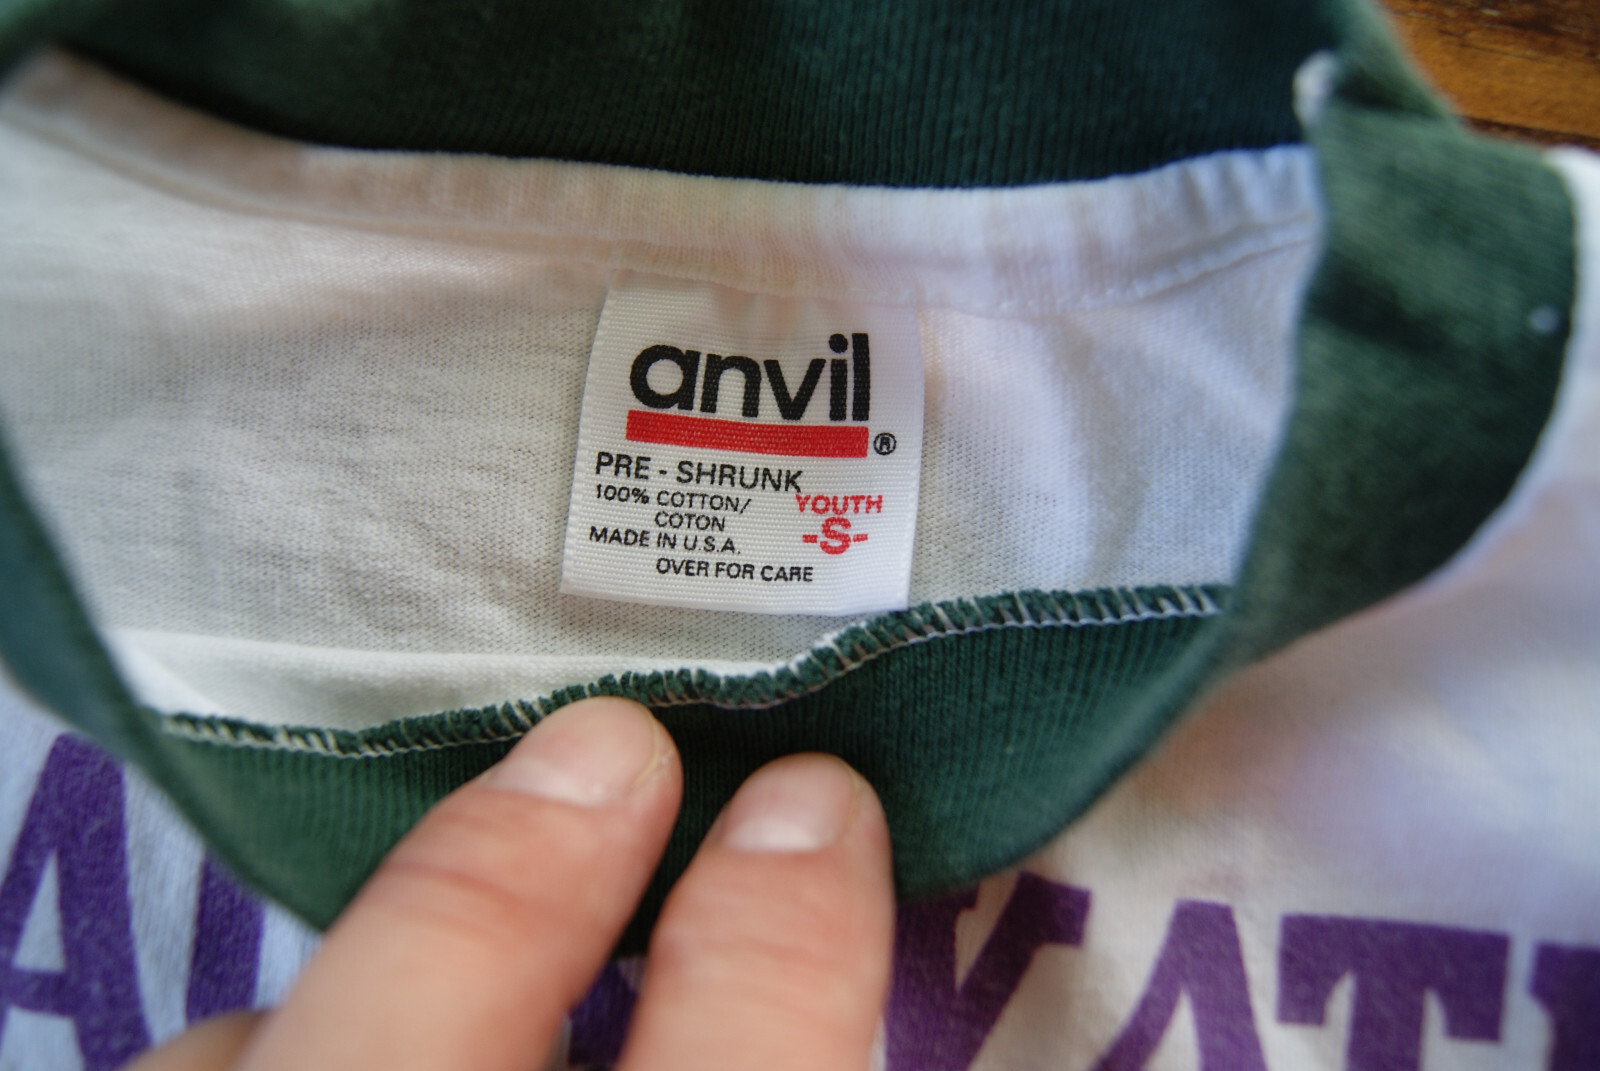 anvil
®
PRE - SHRUNK
100% COTTON/
COTON
YOUTH
-S-
MADE IN U.S.A.
OVER FOR CARE